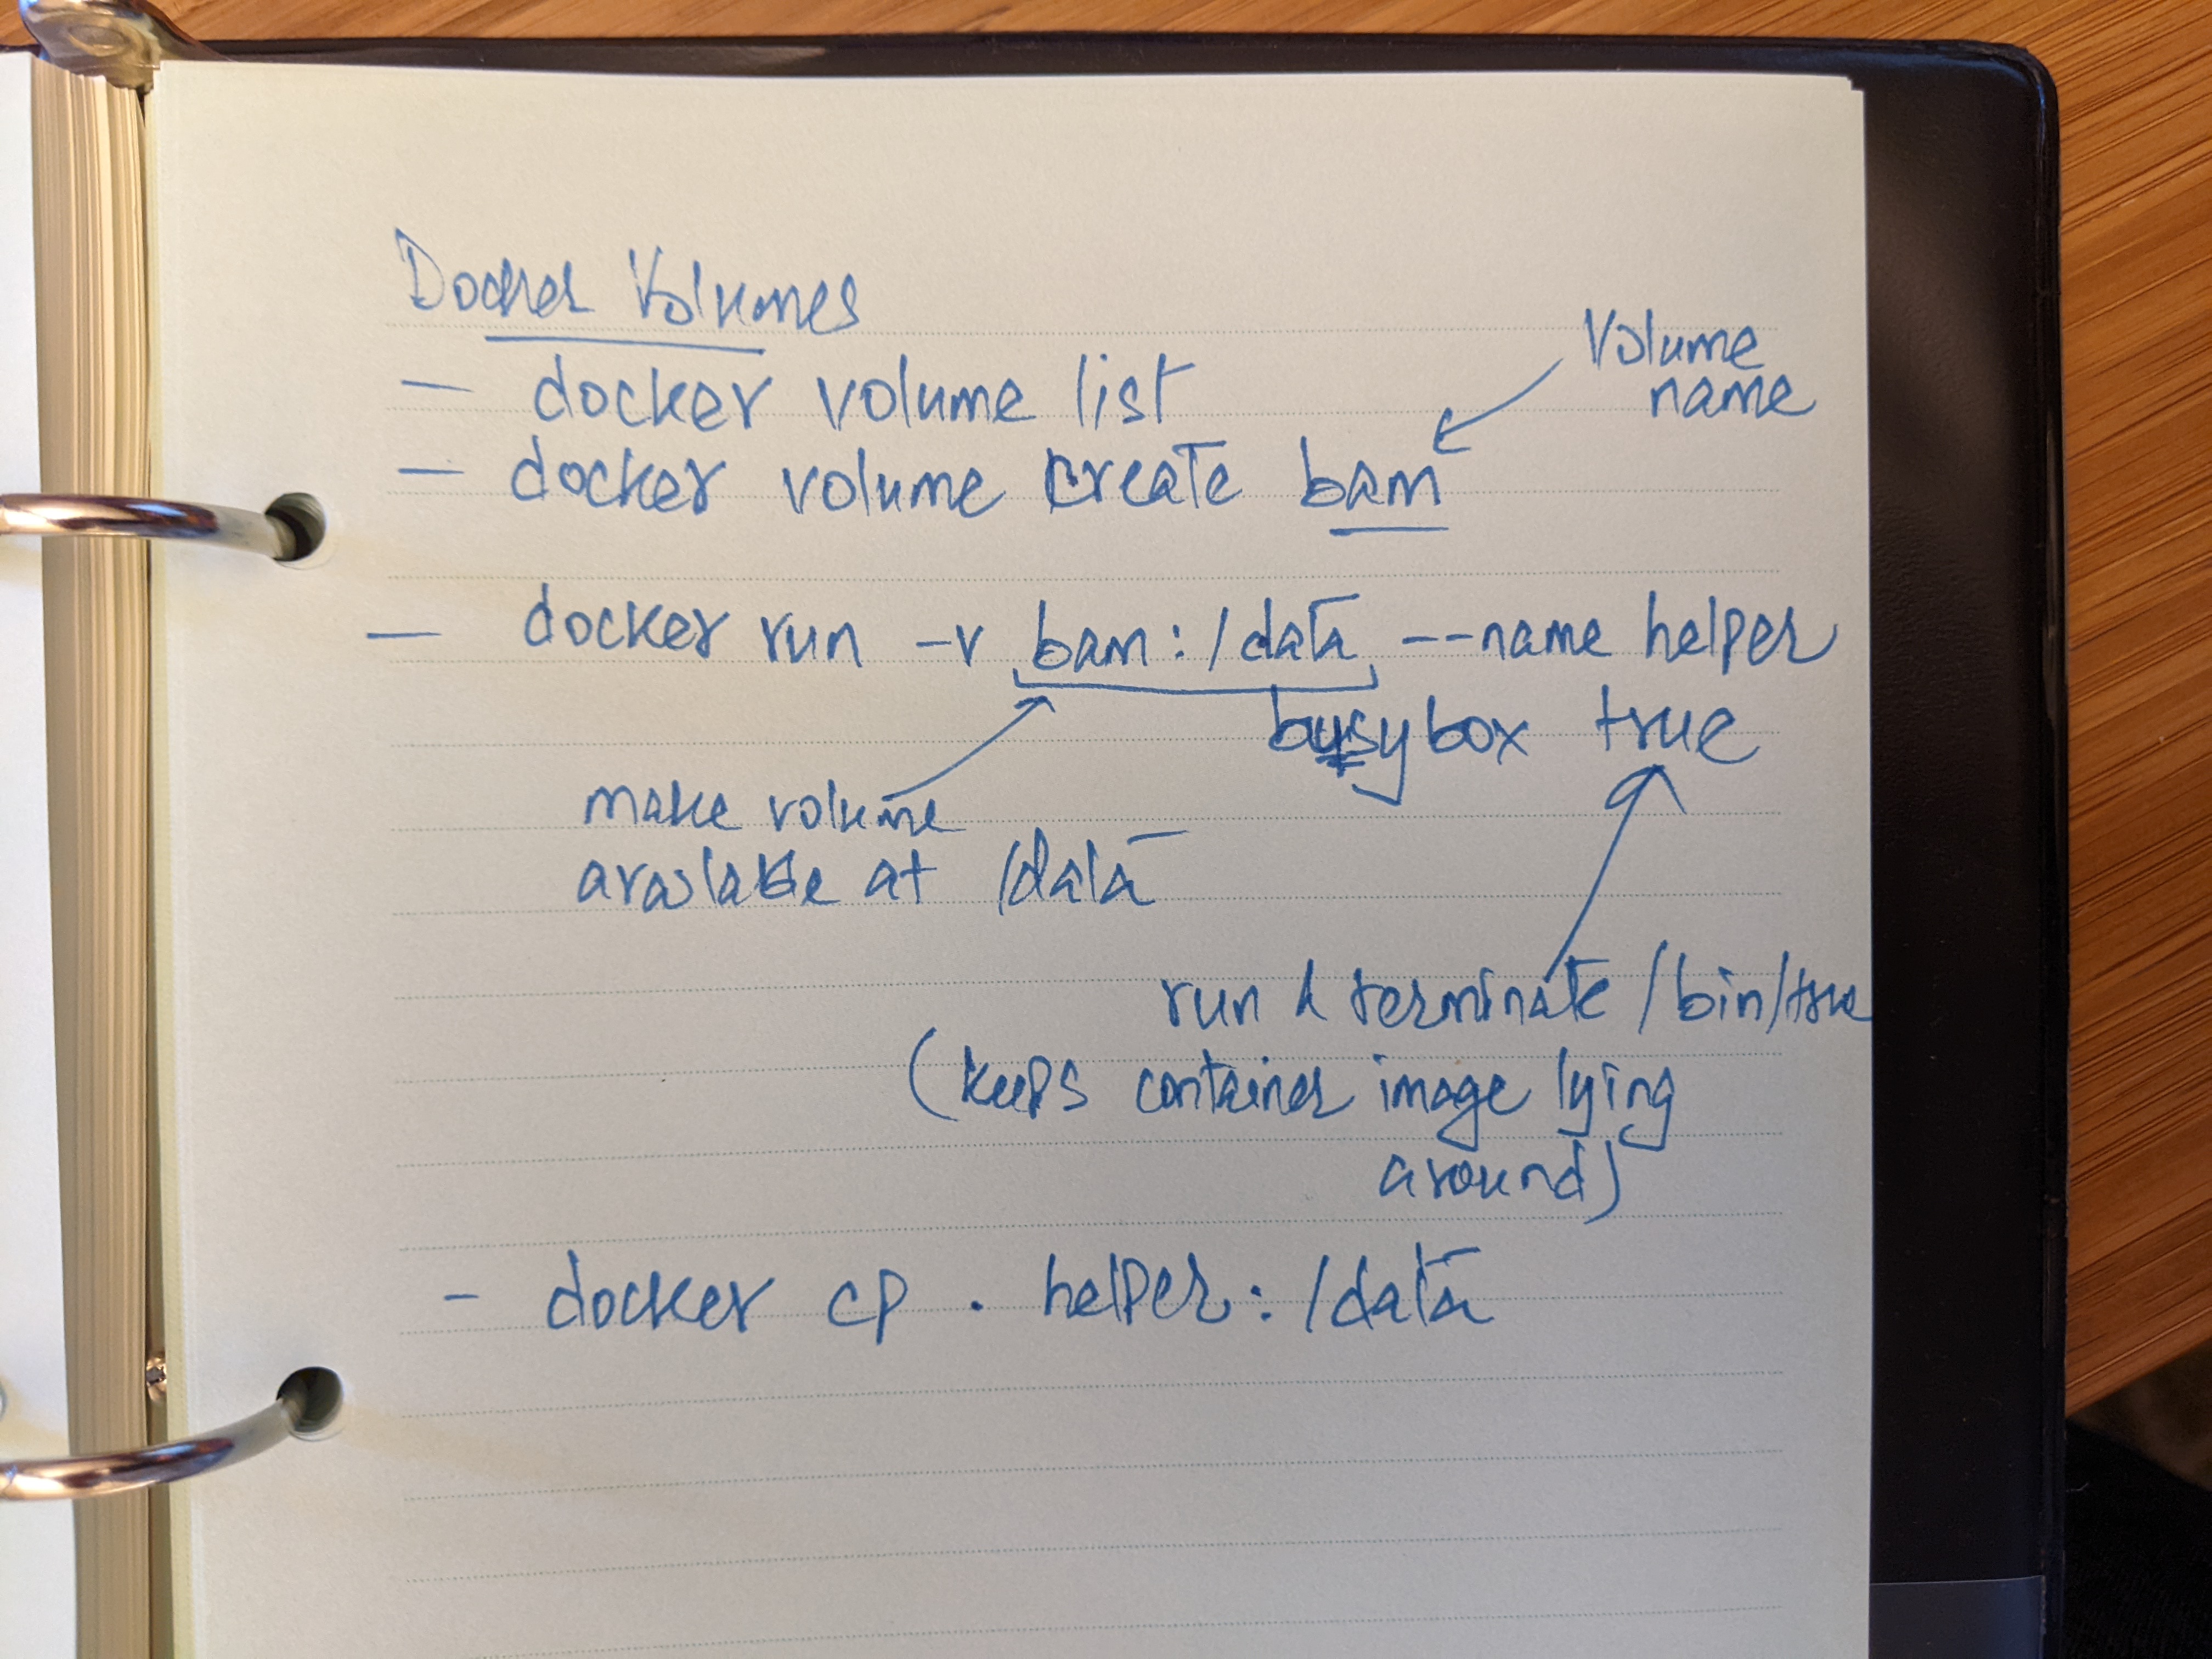 Docker Volumes
— docker volume list
Volume
name
— docker volume create bam
— docker run -v bam:/data --name helper
busybox true
make volume
available at /data
run & terminate /bin/true
(keeps container image lying
around)
- docker cp . helper:/data